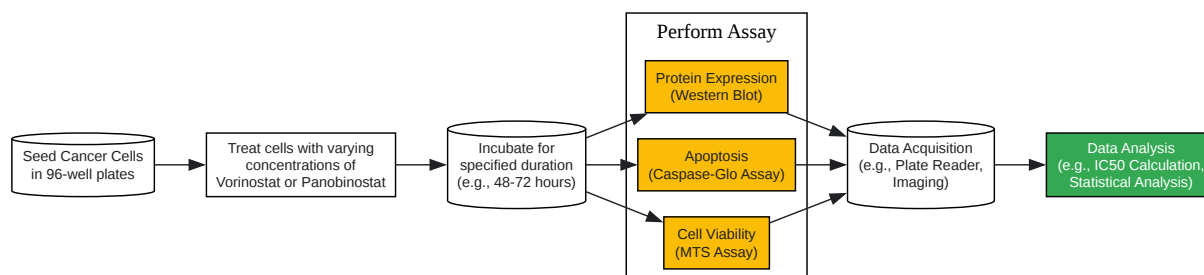 Seed Cancer Cells
in 96-well plates
Treat cells with varying
concentrations of
Vorinostat or Panobinostat
Incubate for
specified duration
(e.g., 48-72 hours)
Perform Assay
Protein Expression
(Western Blot)
Apoptosis
(Caspase-Glo Assay)
Cell Viability
(MTS Assay)
Data Acquisition
(e.g., Plate Reader,
Imaging)
Data Analysis
(e.g., IC50 Calculation,
Statistical Analysis)